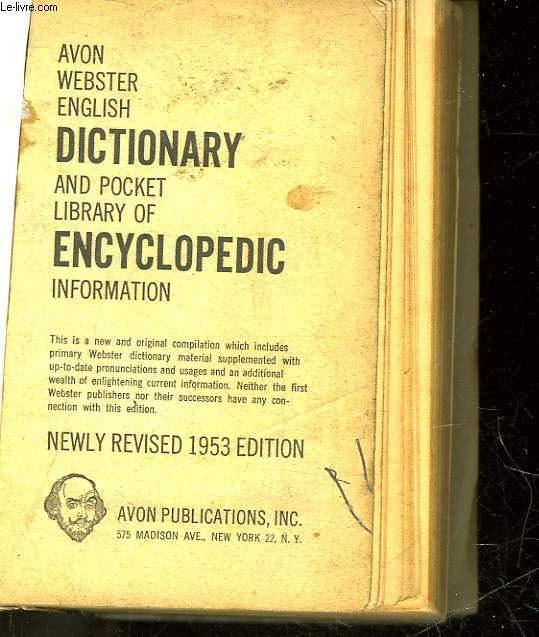 Le-livre.com
AVON
WEBSTER
ENGLISH
DICTIONARY
AND POCKET
LIBRARY OF
ENCYCLOPEDIC
INFORMATION
This is a new and original compilation which includes
primary Webster dictionary material supplemented with
up-to-date pronunciations and usages and an additional
wealth of enlightening current information. Neither the first
Webster publishers nor their successors have any con-
nection with this edition.
NEWLY REVISED 1953 EDITION
AVON PUBLICATIONS, INC.
575 MADISON AVE., NEW YORK 22, N. Y.